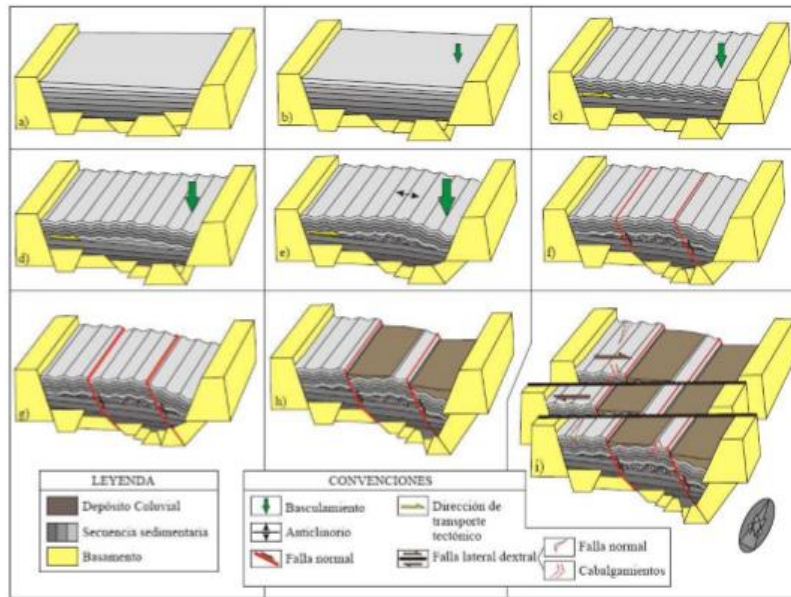 a)
b)
c)
d)
e)
f)
g)
h)
i)
LEYENDA
Depósito Coluvial
Secuencia sedimentaria
Basamento
CONVENCIONES
Basculamiento
Anticlinorio
Falla normal
Dirección de
transporte
tectónico
Falla lateral dextral
Falla normal
Cabalgamientos